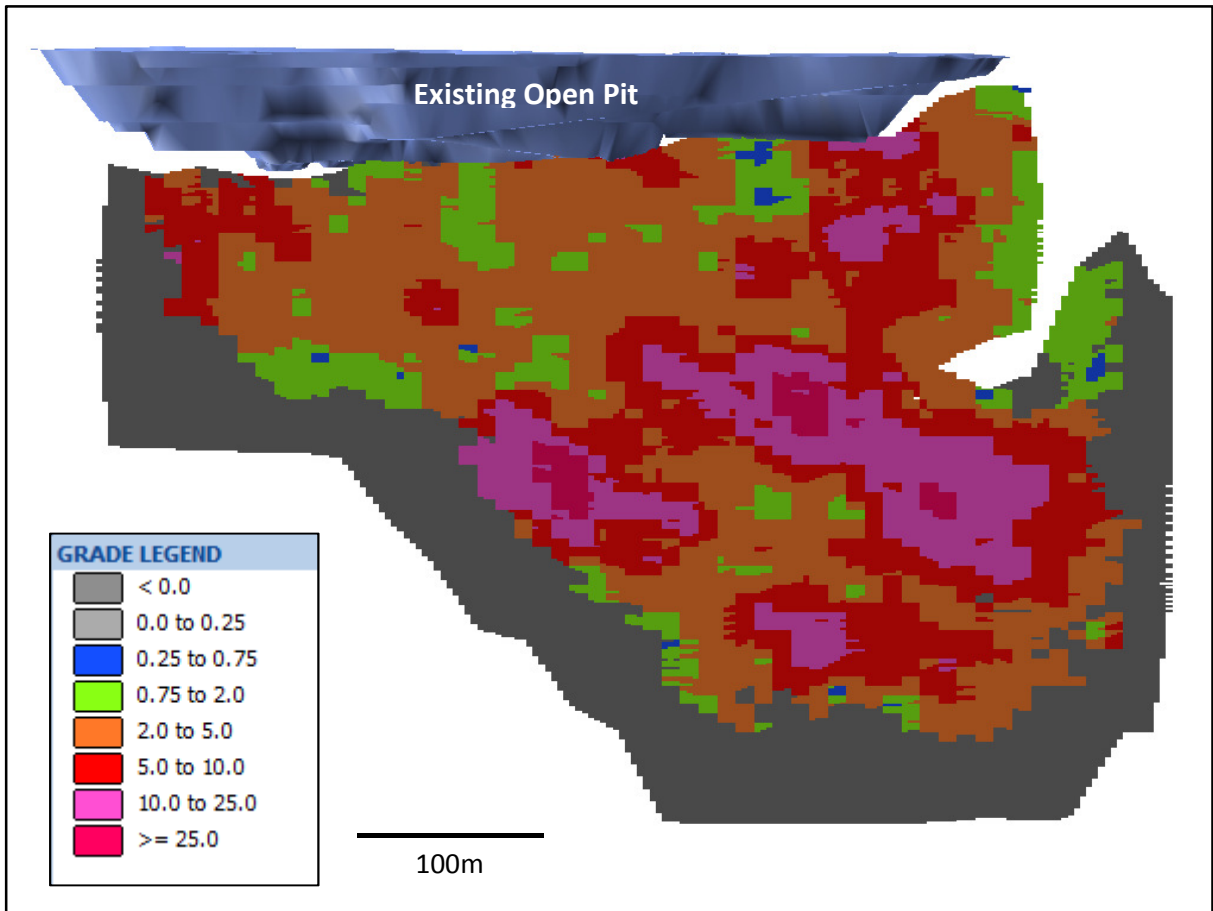 Existing Open Pit
GRADE LEGEND
< 0.0
0.0 to 0.25
0.25 to 0.75
0.75 to 2.0
2.0 to 5.0
5.0 to 10.0
10.0 to 25.0
>= 25.0
100m